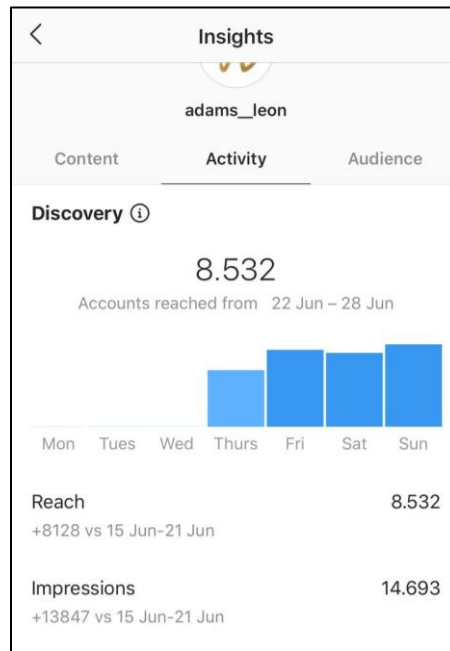 Insights
adams__leon
Content Activity Audience
Discovery
8.532
Accounts reached from 22 Jun – 28 Jun
Mon Tues Wed Thurs Fri Sat Sun
Reach 8.532
+8128 vs 15 Jun-21 Jun
Impressions 14.693
+13847 vs 15 Jun-21 Jun